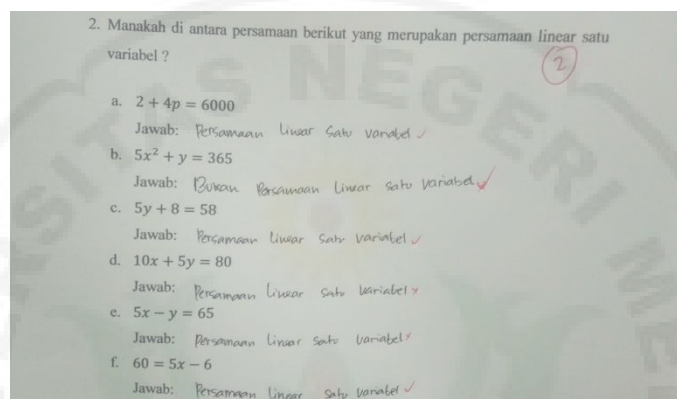 2. Manakah di antara persamaan berikut yang merupakan persamaan linear satu
variabel ?
2
a. 2 + 4p = 6000
Jawab: Persamaan Linear Satu variabel ✓
b. 5x² + y = 365
Jawab: Bukan Persamaan Linear satu variabel ✓
c. 5y + 8 = 58
Jawab: Persamaan Linear Satu variabel ✓
d. 10x + 5y = 80
Jawab: Persamaan Linear Satu variabel ×
e. 5x − y = 65
Jawab: Persamaan Linear Satu variabel ×
f. 60 = 5x − 6
Jawab: Persamaan Linear Satu variabel ✓